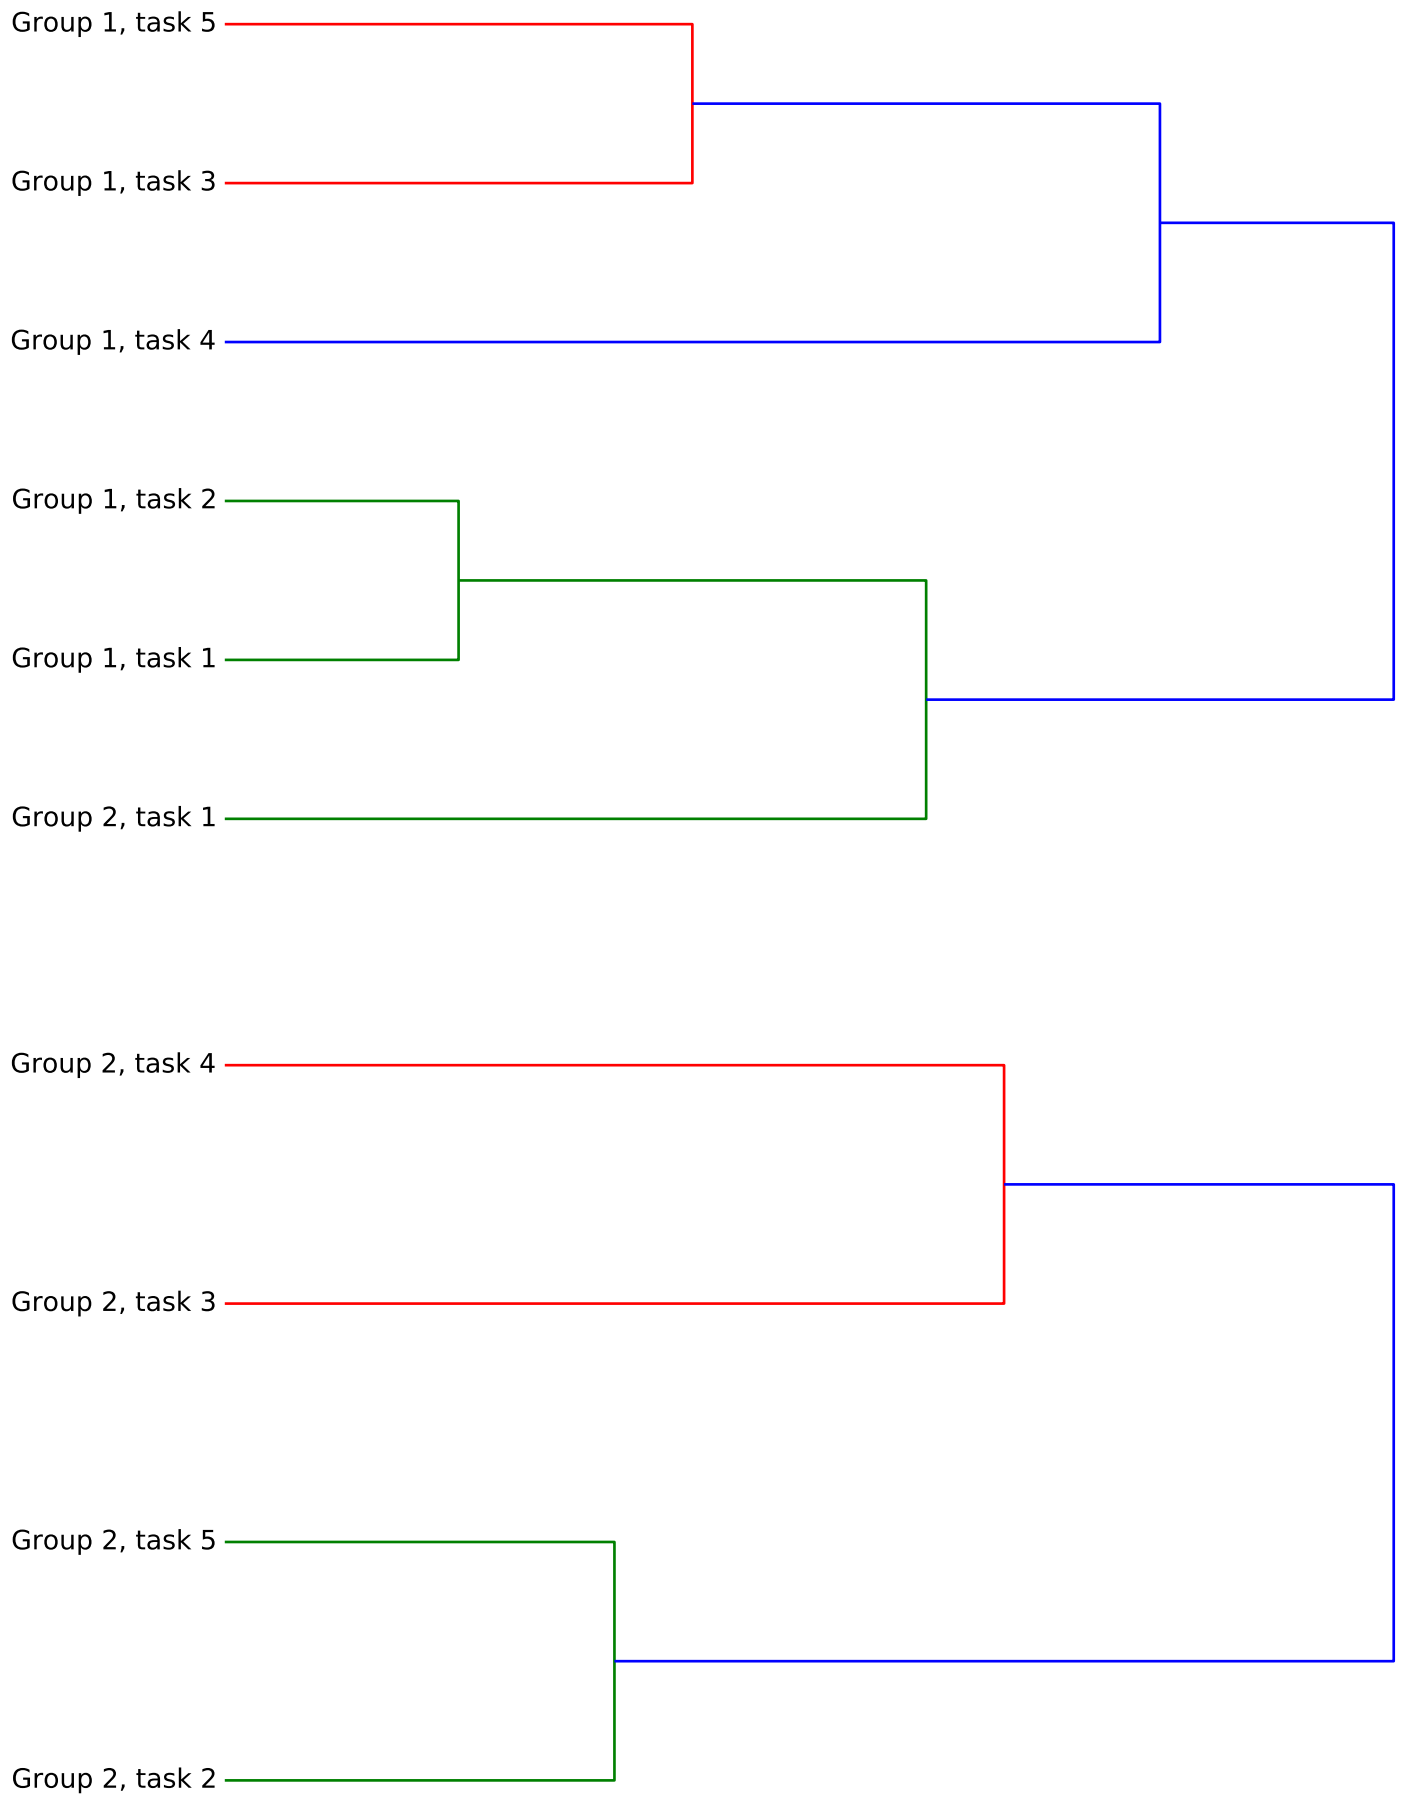 Group 1, task 5
Group 1, task 3
Group 1, task 4
Group 1, task 2
Group 1, task 1
Group 2, task 1
Group 2, task 4
Group 2, task 3
Group 2, task 5
Group 2, task 2